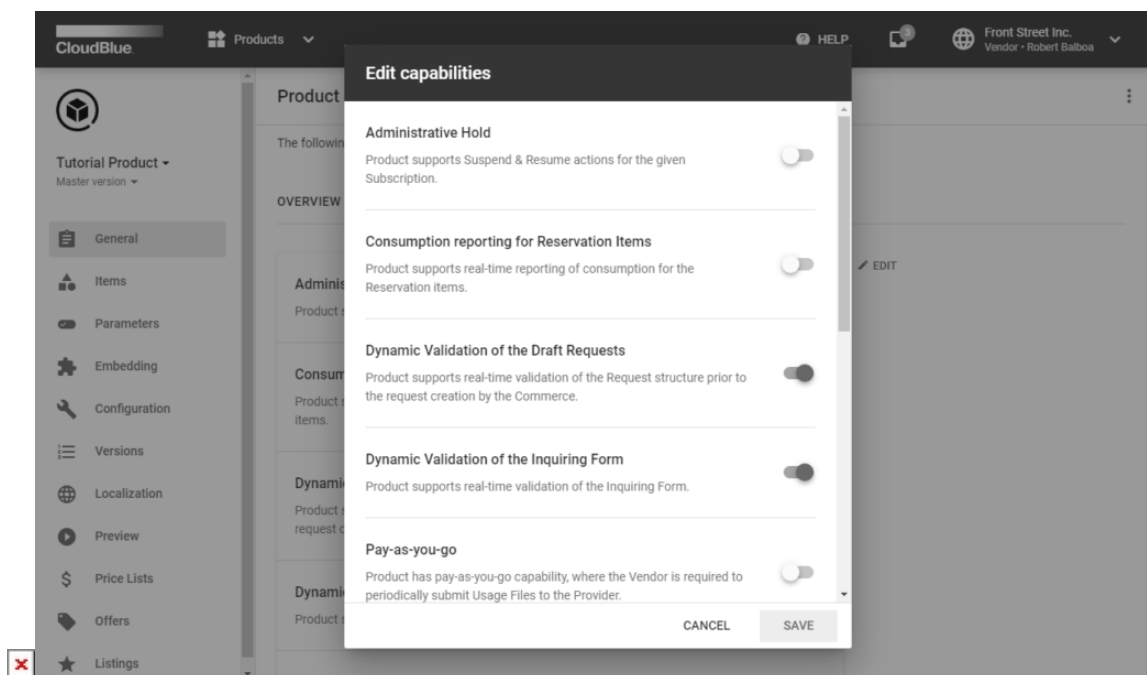 CloudBlue
Products
HELP
3
Front Street Inc.
Vendor • Robert Balboa
Tutorial Product
Master version
General
Items
Parameters
Embedding
Configuration
Versions
Localization
Preview
Price Lists
Offers
Listings
Product
The followin
OVERVIEW
EDIT
Adminis
Product s
Consum
Product s
items.
Dynami
Product s
request c
Dynami
Product s
Edit capabilities
Administrative Hold
Product supports Suspend & Resume actions for the given
Subscription.
Consumption reporting for Reservation Items
Product supports real-time reporting of consumption for the
Reservation items.
Dynamic Validation of the Draft Requests
Product supports real-time validation of the Request structure prior to
the request creation by the Commerce.
Dynamic Validation of the Inquiring Form
Product supports real-time validation of the Inquiring Form.
Pay-as-you-go
Product has pay-as-you-go capability, where the Vendor is required to
periodically submit Usage Files to the Provider.
CANCEL
SAVE